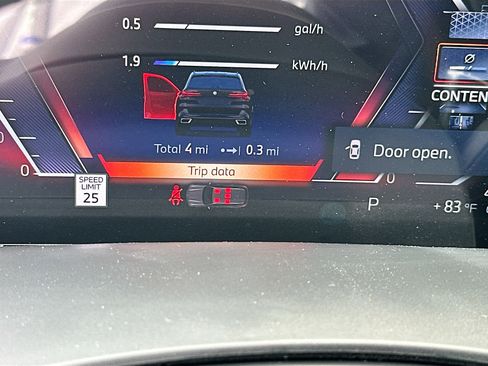 0.5 gal/h
1.9 kWh/h
CONTEN
Total 4 mi 0.3 mi
Door open.
0 Trip data 0
SPEED
LIMIT
25
P +83 °F